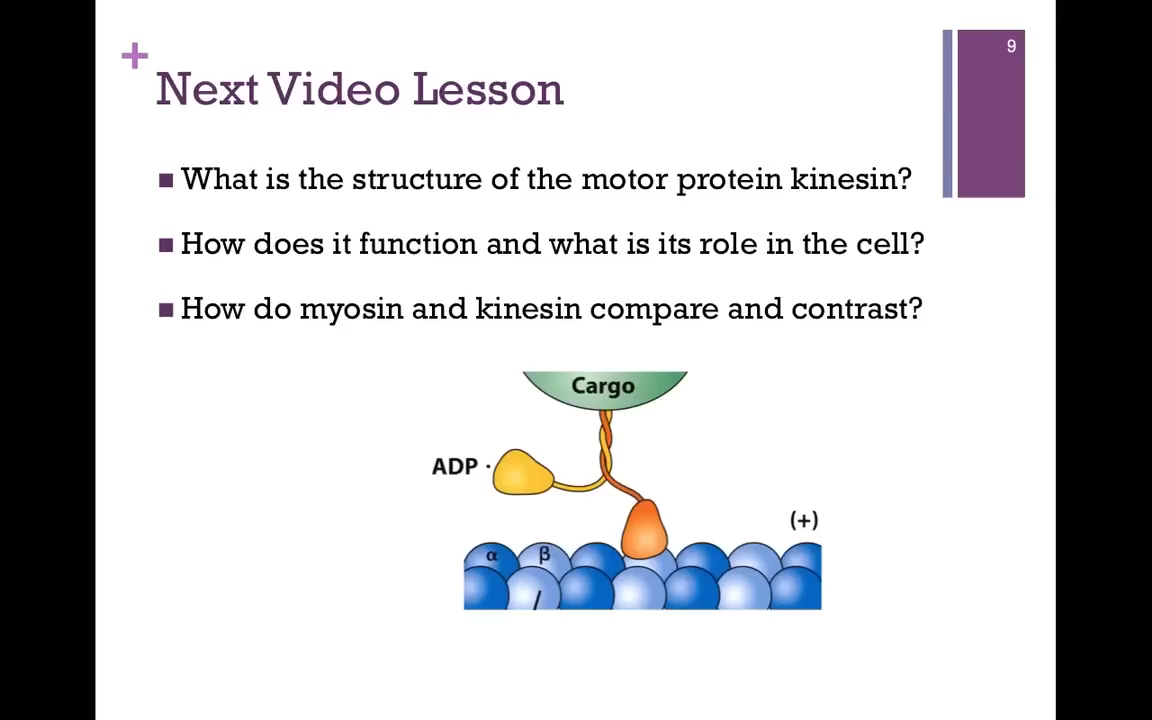 9
+
Next Video Lesson
What is the structure of the motor protein kinesin?
How does it function and what is its role in the cell?
How do myosin and kinesin compare and contrast?
Cargo
ADP ·
(+)
α β